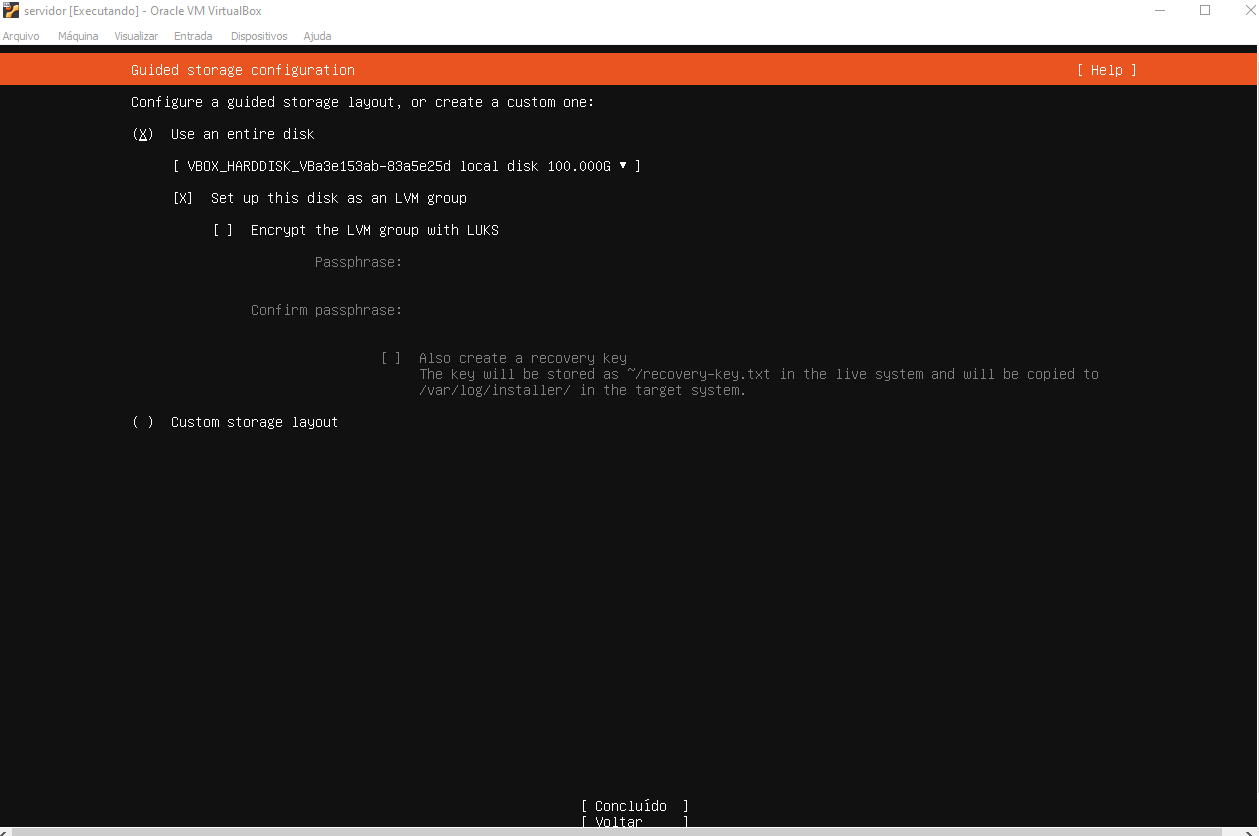 servidor [Executando] - Oracle VM VirtualBox
Arquivo Máquina Visualizar Entrada Dispositivos Ajuda
Guided storage configuration [ Help ]
Configure a guided storage layout, or create a custom one:
(X) Use an entire disk
[ VBOX_HARDDISK_VBa3e153ab-83a5e25d local disk 100.000G ▾ ]
[X] Set up this disk as an LVM group
[ ] Encrypt the LVM group with LUKS
Passphrase:
Confirm passphrase:
[ ] Also create a recovery key
The key will be stored as ~/recovery-key.txt in the live system and will be copied to
/var/log/installer/ in the target system.
( ) Custom storage layout
[ Concluído ]
[ Voltar ]